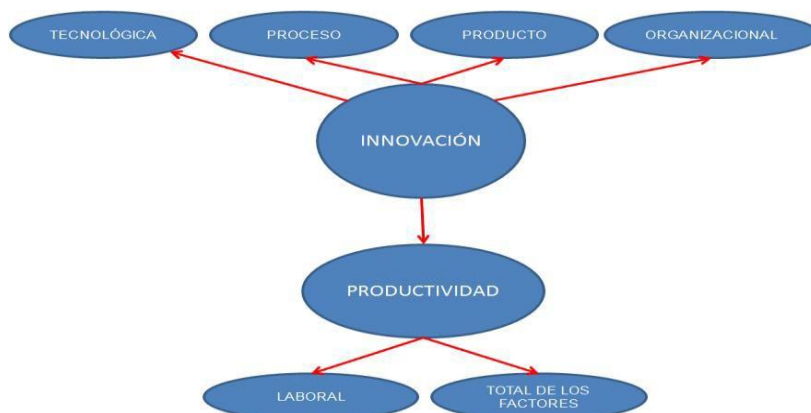 TECNOLÓGICA
PROCESO
PRODUCTO
ORGANIZACIONAL
INNOVACIÓN
PRODUCTIVIDAD
LABORAL
TOTAL DE LOS
FACTORES